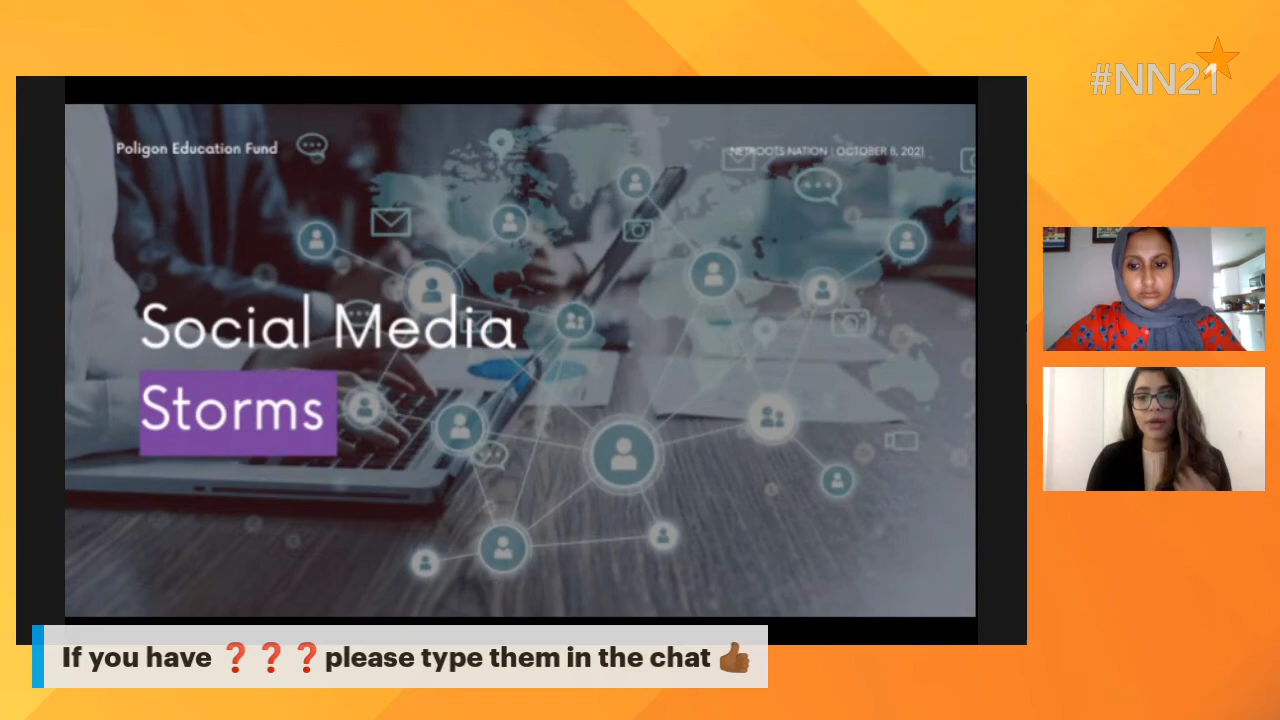 #NN21
Poligon Education Fund
NETROOTS NATION | OCTOBER 8, 2021
Social Media
Storms
If you have ❓❓❓please type them in the chat 👍🏾